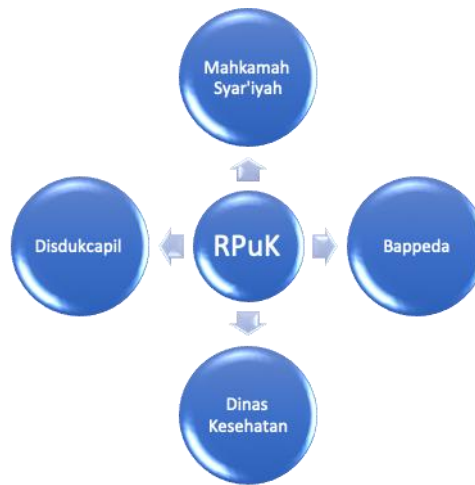 Mahkamah
Syar'iyah
Disdukcapil
RPuK
Bappeda
Dinas
Kesehatan